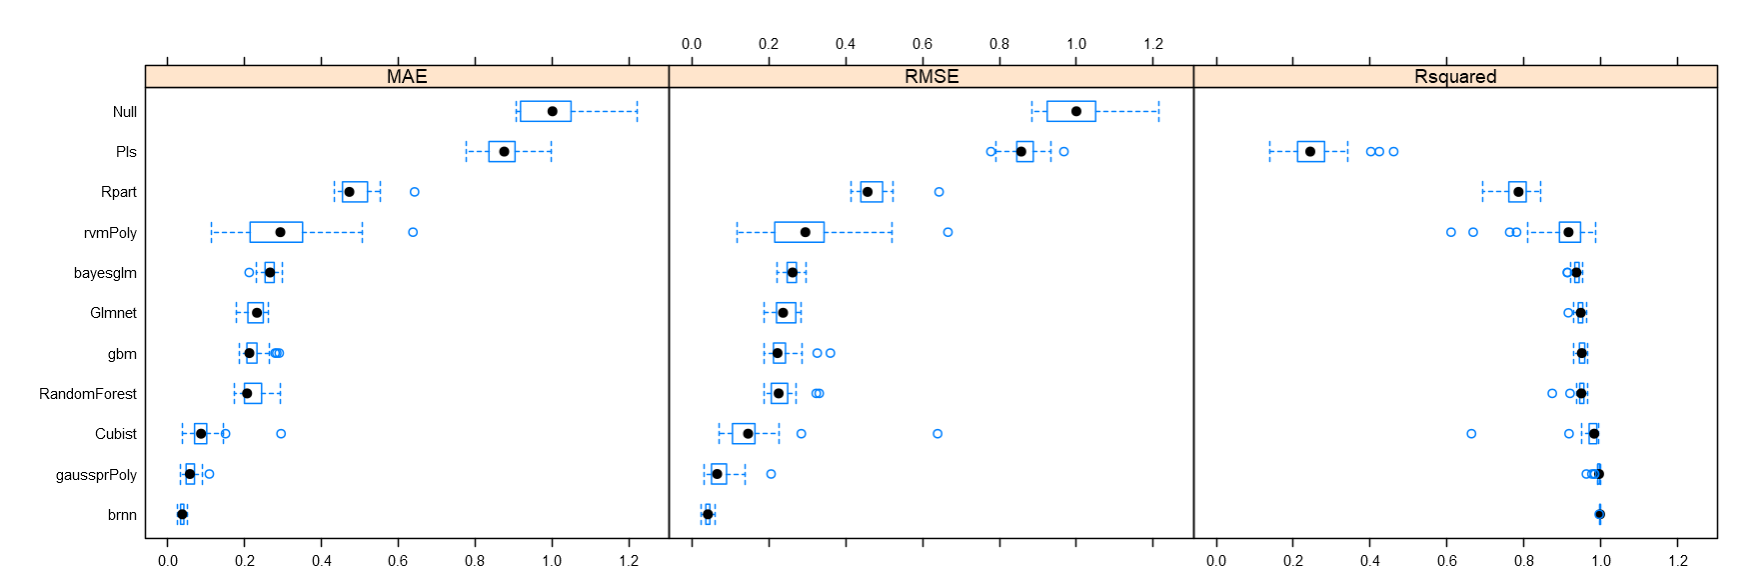 0.0 0.2 0.4 0.6 0.8 1.0 1.2
MAE RMSE Rsquared
Null
Pls
Rpart
rvmPoly
bayesglm
Glmnet
gbm
RandomForest
Cubist
gaussprPoly
brnn
0.0 0.2 0.4 0.6 0.8 1.0 1.2 0.0 0.2 0.4 0.6 0.8 1.0 1.2